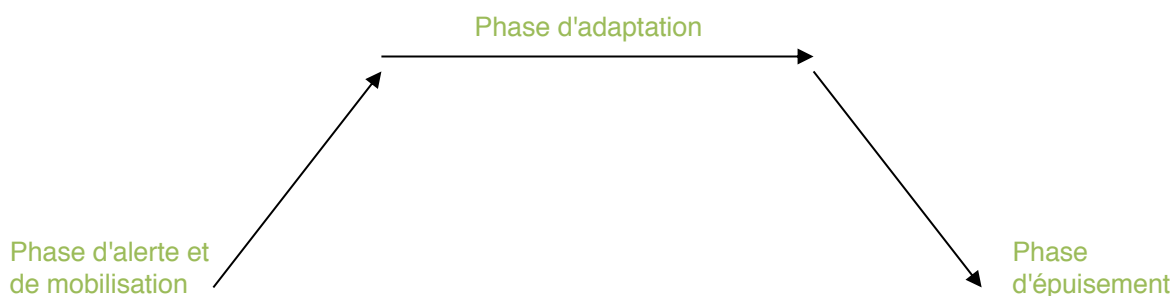 Phase d'adaptation
Phase d'alerte et
de mobilisation
Phase
d'épuisement